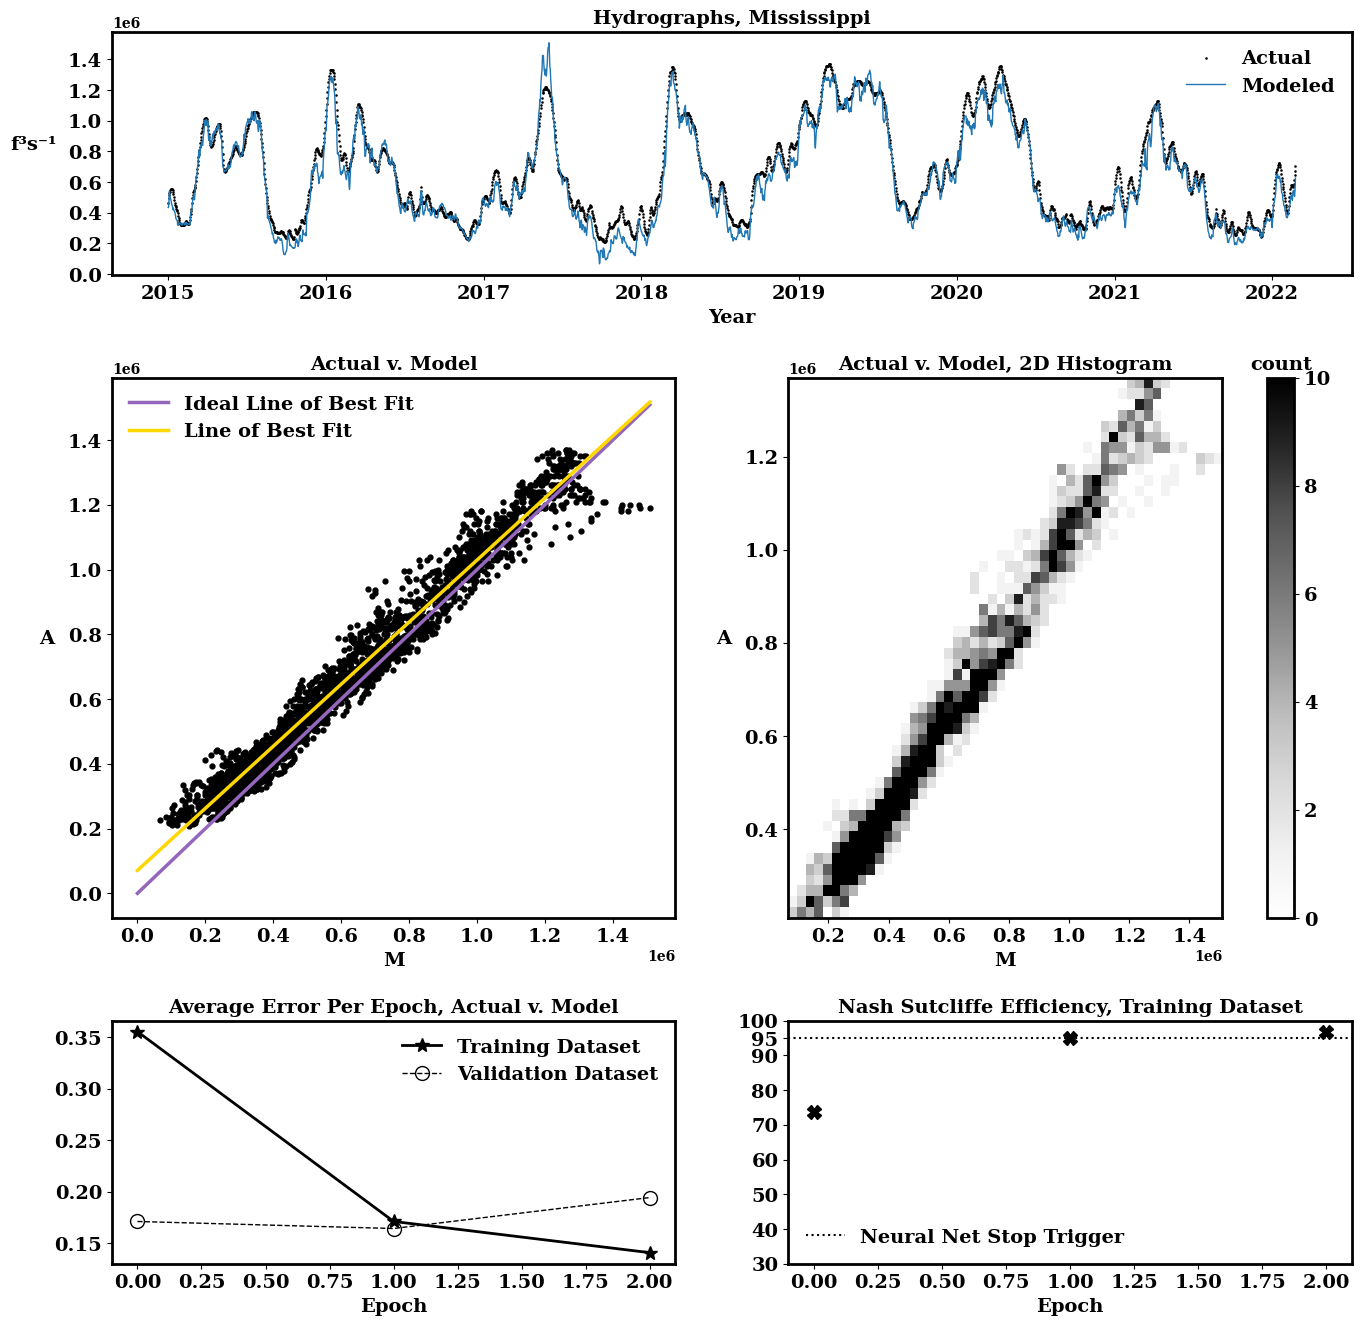 Hydrographs, Mississippi
1e6
1.4
1.2
1.0
0.8
0.6
0.4
0.2
0.0
f³s⁻¹
Actual
Modeled
2015 2016 2017 2018 2019 2020 2021 2022
Year
Actual v. Model
1e6
Ideal Line of Best Fit
Line of Best Fit
1.4
1.2
1.0
0.8
0.6
0.4
0.2
0.0
A
0.0 0.2 0.4 0.6 0.8 1.0 1.2 1.4
M
1e6
Actual v. Model, 2D Histogram
1e6
1.2
1.0
0.8
0.6
0.4
A
0.2 0.4 0.6 0.8 1.0 1.2 1.4
M
1e6
count
10
8
6
4
2
0
Average Error Per Epoch, Actual v. Model
0.35
0.30
0.25
0.20
0.15
Training Dataset
Validation Dataset
0.00 0.25 0.50 0.75 1.00 1.25 1.50 1.75 2.00
Epoch
Nash Sutcliffe Efficiency, Training Dataset
100
95
90
80
70
60
50
40
30
Neural Net Stop Trigger
0.00 0.25 0.50 0.75 1.00 1.25 1.50 1.75 2.00
Epoch